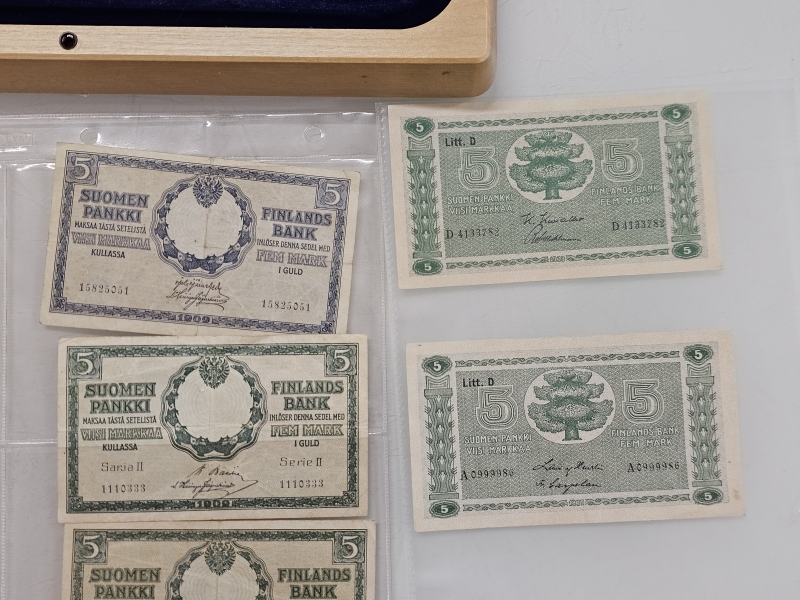 5 5
SUOMEN
PANKKI
MAKSAA TÄSTÄ SETELISTÄ
VIISI MARKKAA
KULLASSA
FINLANDS
BANK
INLÖSER DENNA SEDEL MED
FEM MARK
I GULD
15825051 15825051
1909
5 5
SUOMEN
PANKKI
MAKSAA TÄSTÄ SETELISTÄ
VIISI MARKKAA
KULLASSA
FINLANDS
BANK
INLÖSER DENNA SEDEL MED
FEM MARK
I GULD
Sarja II Serie II
1110333 1110333
1909
5 5
SUOMEN
PANKKI
FINLANDS
BANK
5 5
Litt. D
5 5
SUOMEN PANKKI
VIISI MARKKAA
FINLANDS BANK
FEM MARK
D 4133782 D 4133782
5 5
5 5
Litt. D
5 5
SUOMEN PANKKI
VIISI MARKKAA
FINLANDS BANK
FEM MARK
A 0999986 A 0999986
5 5